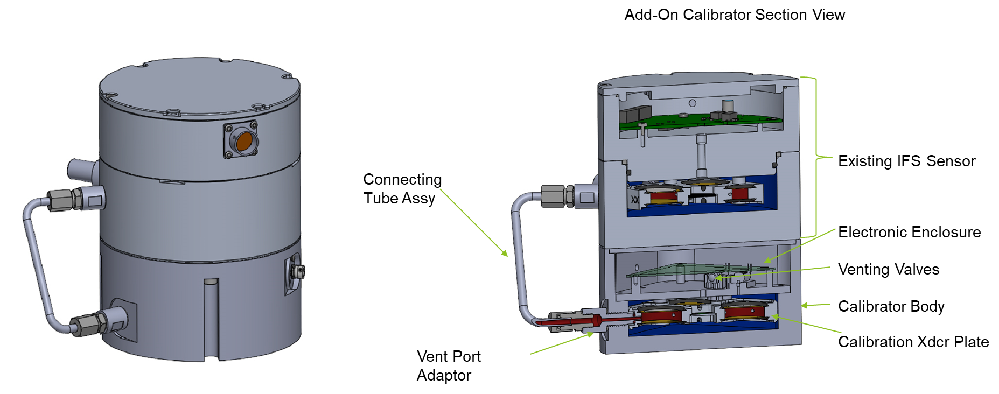 Add-On Calibrator Section View
Connecting
Tube Assy
Existing IFS Sensor
Electronic Enclosure
Venting Valves
Calibrator Body
Calibration Xdcr Plate
Vent Port
Adaptor
XX